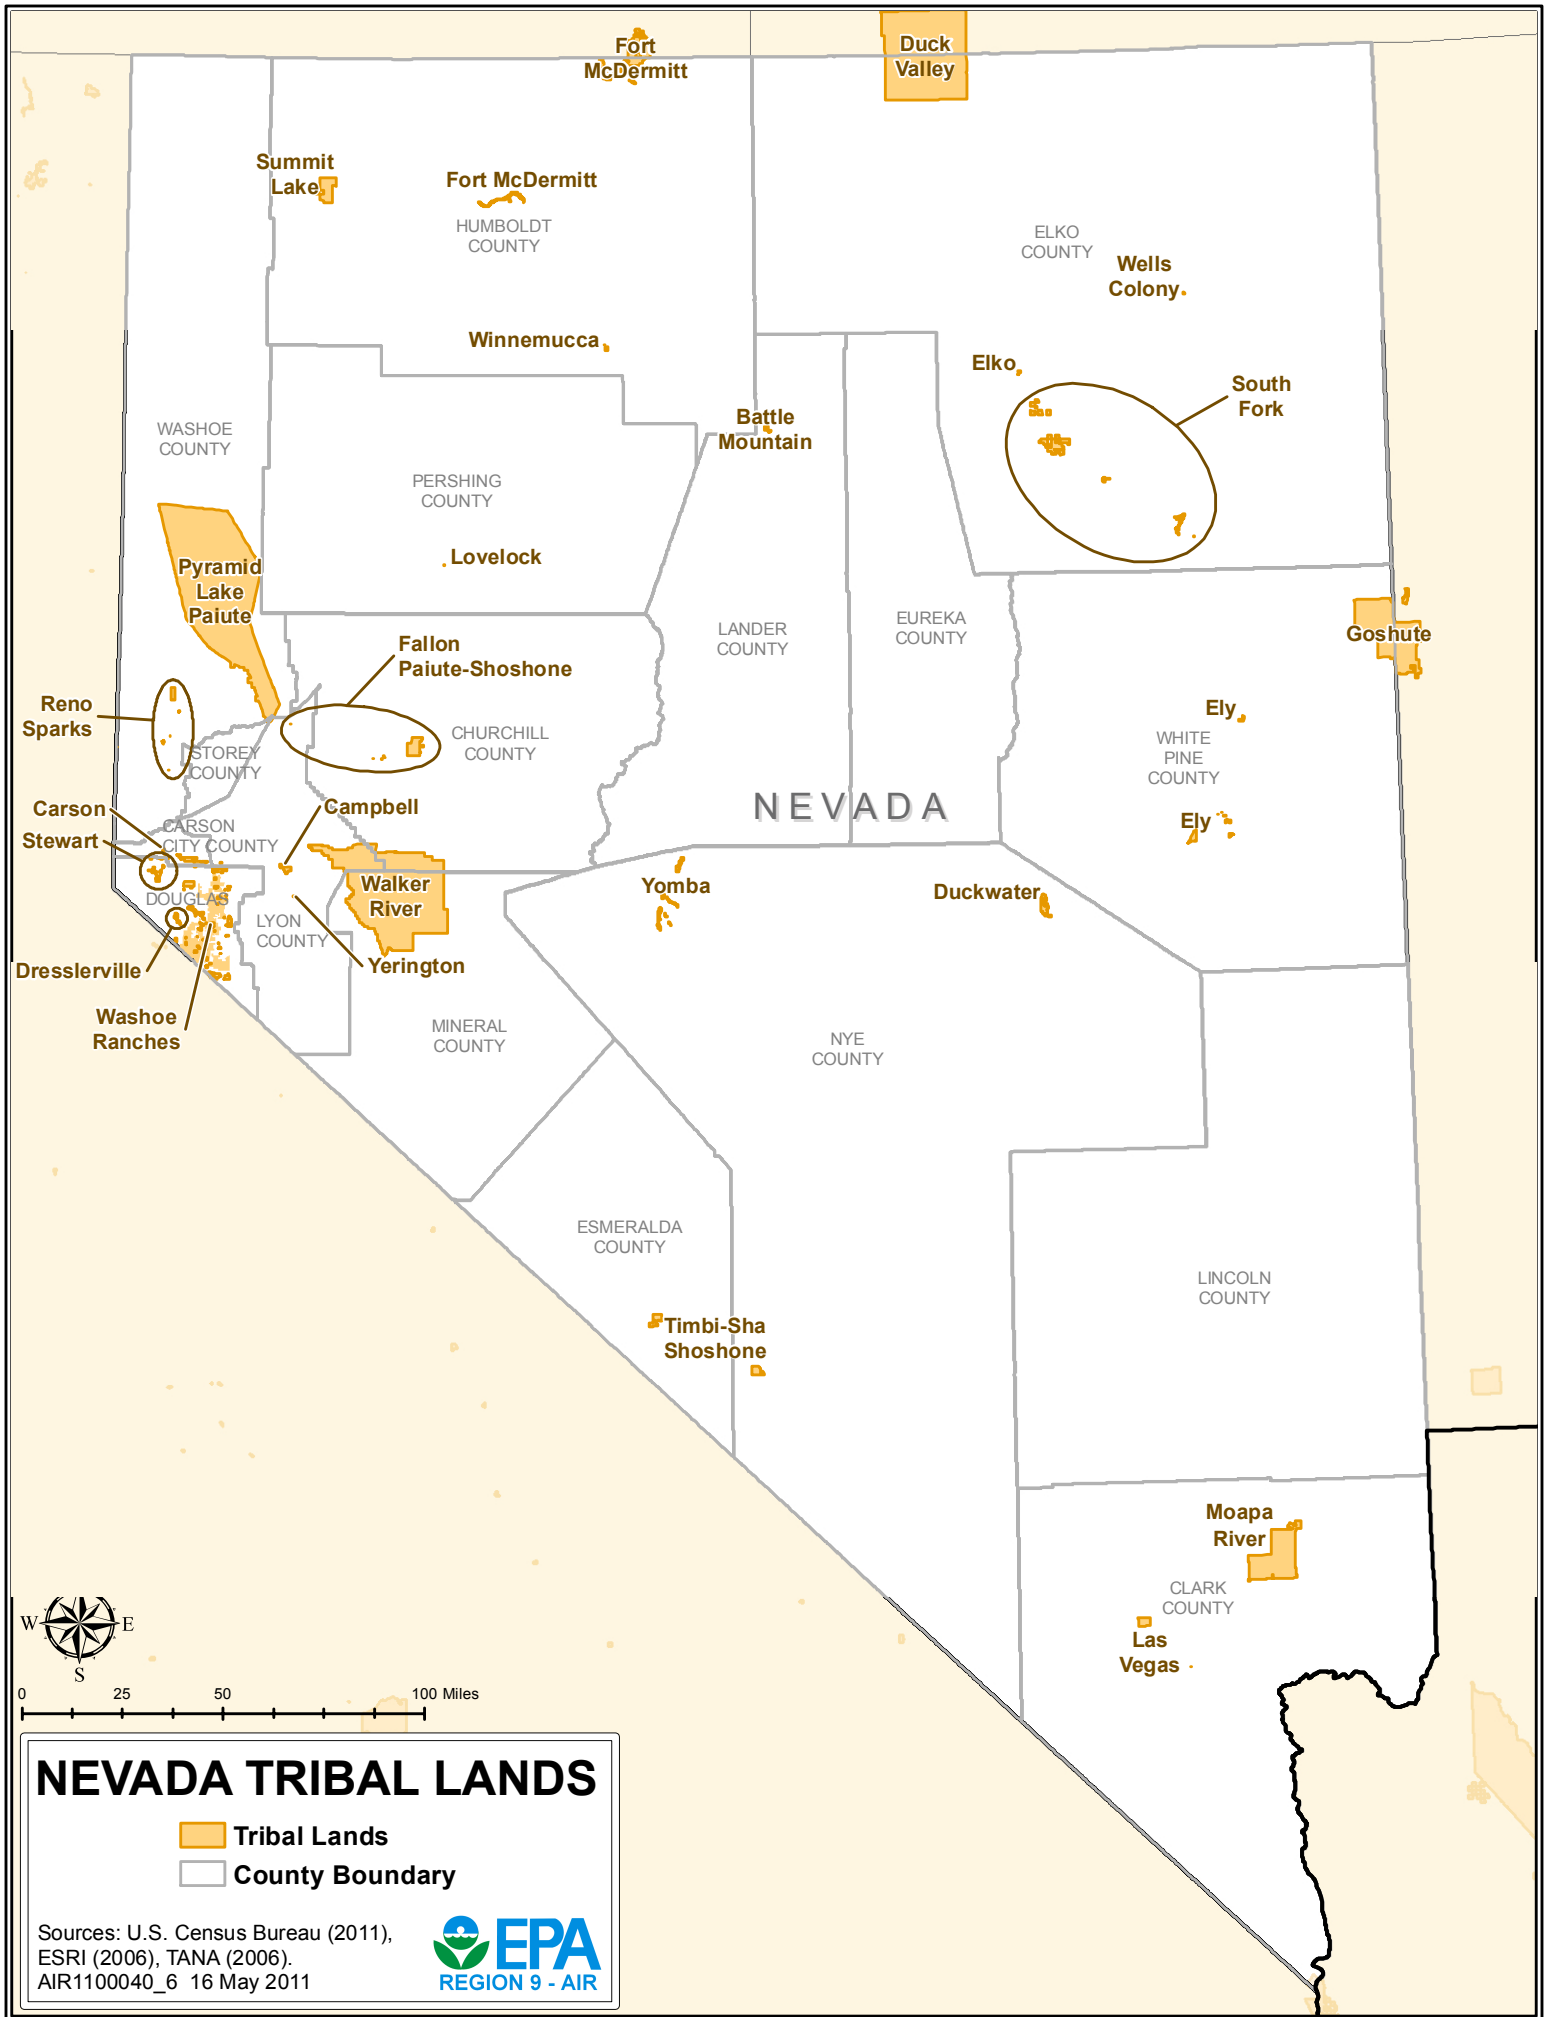 Fort
McDermitt
Duck
Valley
Summit
Lake
Fort McDermitt
HUMBOLDT
COUNTY
ELKO
COUNTY
Wells
Colony
Winnemucca
Elko
South
Fork
Battle
Mountain
WASHOE
COUNTY
PERSHING
COUNTY
Lovelock
Pyramid
Lake
Paiute
LANDER
COUNTY
EUREKA
COUNTY
Goshute
Fallon
Paiute-Shoshone
Reno
Sparks
CHURCHILL
COUNTY
STOREY
COUNTY
Ely
WHITE
PINE
COUNTY
NEVADA
Carson
Campbell
Stewart
CARSON
CITY COUNTY
Ely
Walker
River
Yomba
Duckwater
DOUGLAS
LYON
COUNTY
Dresslerville
Yerington
Washoe
Ranches
MINERAL
COUNTY
NYE
COUNTY
ESMERALDA
COUNTY
LINCOLN
COUNTY
Timbi-Sha
Shoshone
Moapa
River
CLARK
COUNTY
Las
Vegas
W E
S
0 25 50 100 Miles
NEVADA TRIBAL LANDS
Tribal Lands
County Boundary
Sources: U.S. Census Bureau (2011),
ESRI (2006), TANA (2006).
AIR1100040_6 16 May 2011
EPA
REGION 9 - AIR